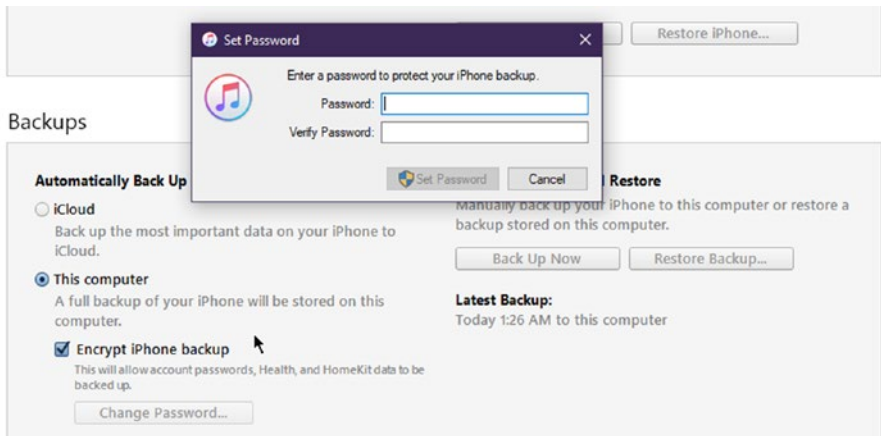 Set Password
Restore iPhone...
Enter a password to protect your iPhone backup.
Password:
Verify Password:
Set Password
Cancel
Backups
Automatically Back Up
iCloud
Back up the most important data on your iPhone to
iCloud.
This computer
A full backup of your iPhone will be stored on this
computer.
Encrypt iPhone backup
This will allow account passwords, Health, and HomeKit data to be
backed up.
Change Password...
Restore
Manually back up your iPhone to this computer or restore a
backup stored on this computer.
Back Up Now
Restore Backup...
Latest Backup:
Today 1:26 AM to this computer